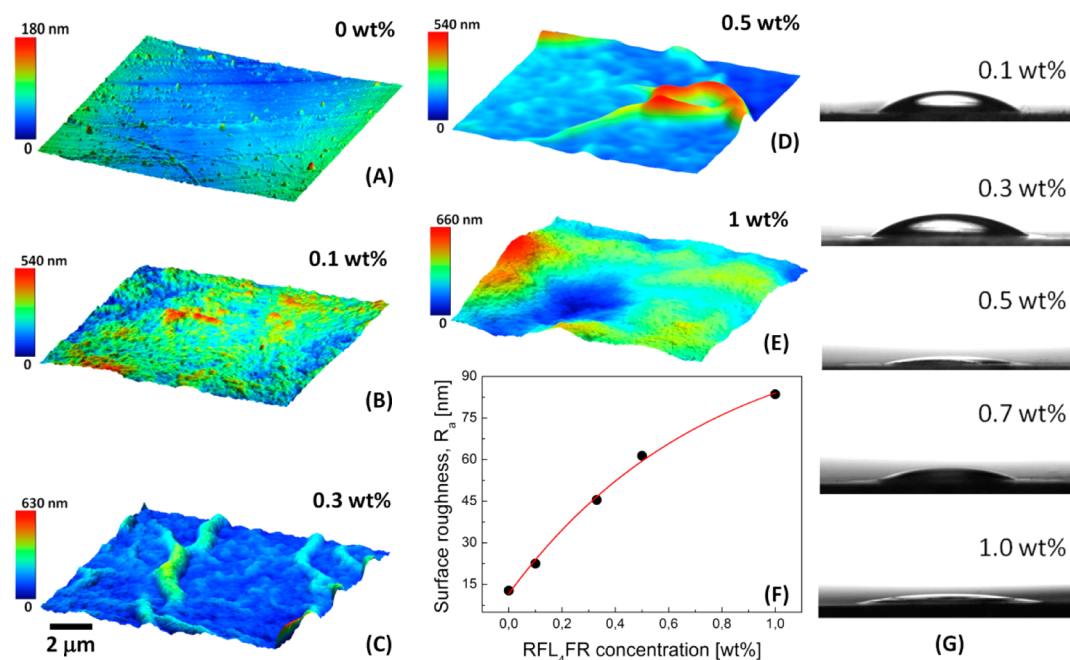 180 nm
0
0 wt%
(A)
540 nm
0
0.1 wt%
(B)
630 nm
0
0.3 wt%
2 µm
(C)
540 nm
0
0.5 wt%
(D)
660 nm
0
1 wt%
(E)
Surface roughness, Ra [nm]
90
75
60
45
30
15
0,0 0,2 0,4 0,6 0,8 1,0
RFL4FR concentration [wt%]
(F)
0.1 wt%
0.3 wt%
0.5 wt%
0.7 wt%
1.0 wt%
(G)